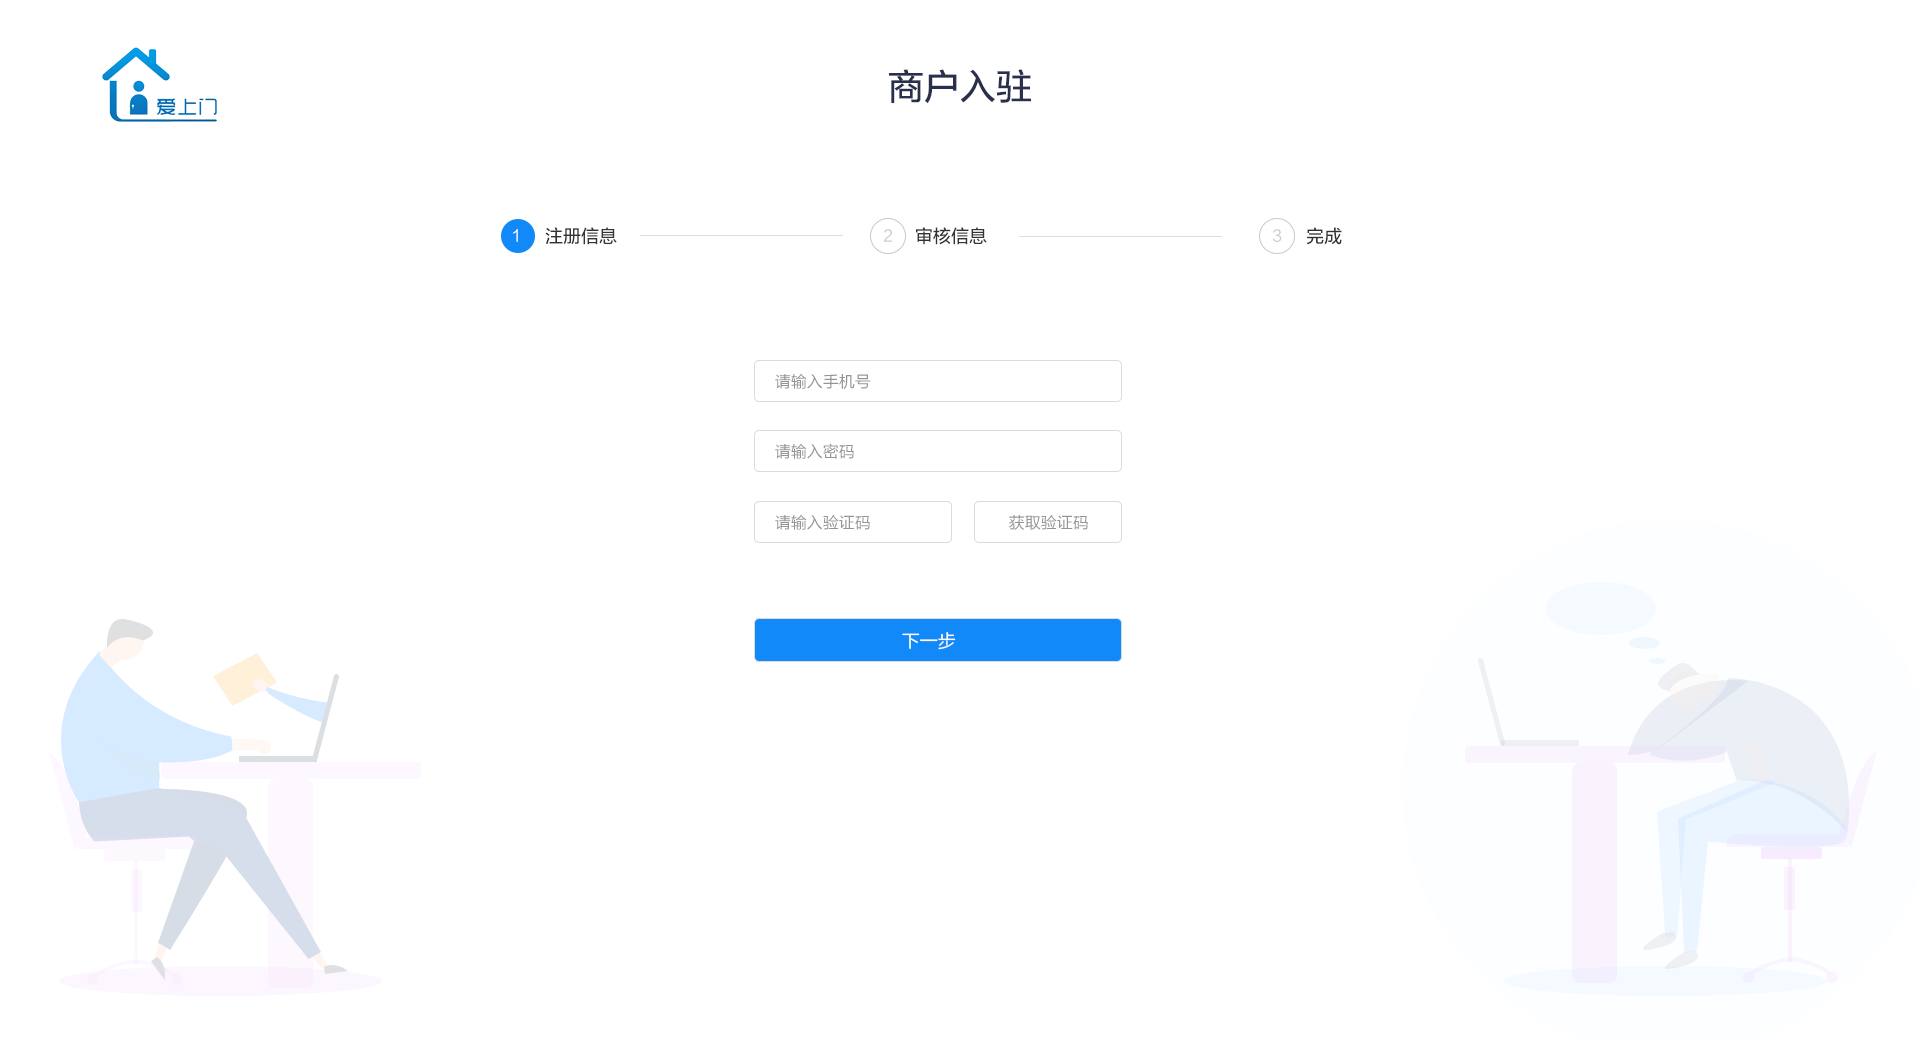 爱上门
商户入驻
1 注册信息
2 审核信息
3 完成
请输入手机号
请输入密码
请输入验证码 获取验证码
下一步